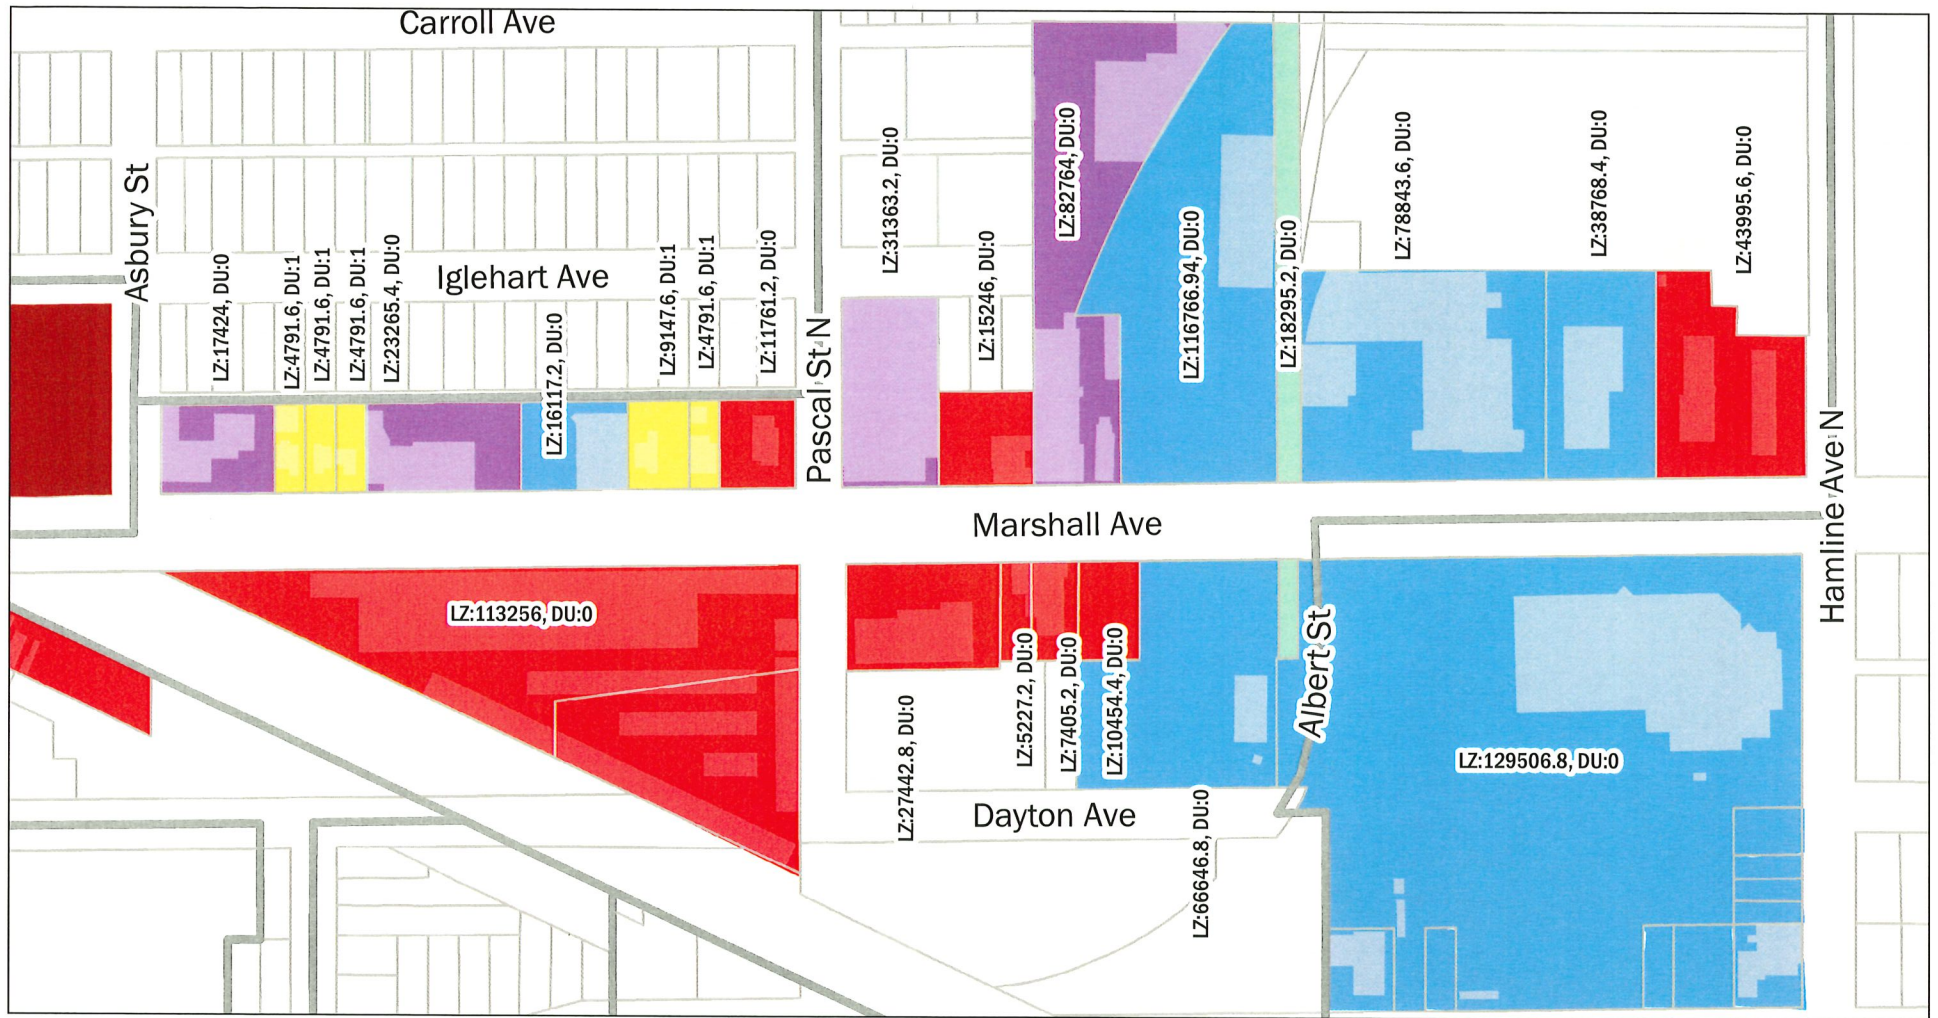 Carroll Ave
Asbury St
Iglehart Ave
Pascal St N
LZ:17424, DU:0
LZ:4791.6, DU:1
LZ:4791.6, DU:1
LZ:4791.6, DU:1
LZ:23265.4, DU:0
LZ:16117.2, DU:0
LZ:9147.6, DU:1
LZ:4791.6, DU:1
LZ:11761.2, DU:0
LZ:31363.2, DU:0
LZ:15246, DU:0
LZ:82764, DU:0
LZ:116766.94, DU:0
LZ:18295.2, DU:0
LZ:78843.6, DU:0
LZ:38768.4, DU:0
LZ:43995.6, DU:0
Hamline Ave N
Marshall Ave
LZ:113256, DU:0
LZ:27442.8, DU:0
LZ:5227.2, DU:0
LZ:7405.2, DU:0
LZ:10454.4, DU:0
LZ:66646.8, DU:0
Albert St
LZ:129506.8, DU:0
Dayton Ave